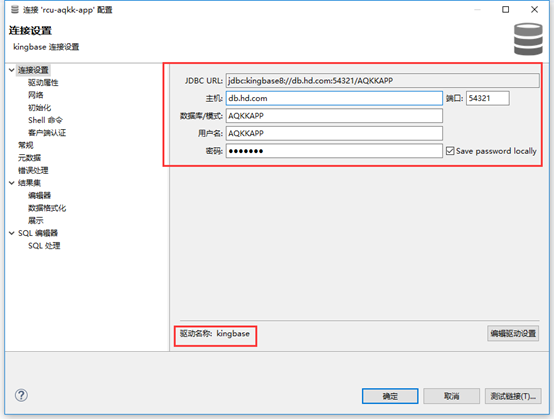 连接 'rcu-aqkk-app' 配置
连接设置
kingbase 连接设置
连接设置
驱动属性
网络
初始化
Shell 命令
客户端认证
常规
元数据
错误处理
结果集
编辑器
数据格式化
展示
SQL 编辑器
SQL 处理
JDBC URL: jdbc:kingbase8://db.hd.com:54321/AQKKAPP
主机: db.hd.com 端口: 54321
数据库/模式: AQKKAPP
用户名: AQKKAPP
密码: ●●●●●●● Save password locally
驱动名称: kingbase 编辑驱动设置
确定 取消 测试链接(T)...